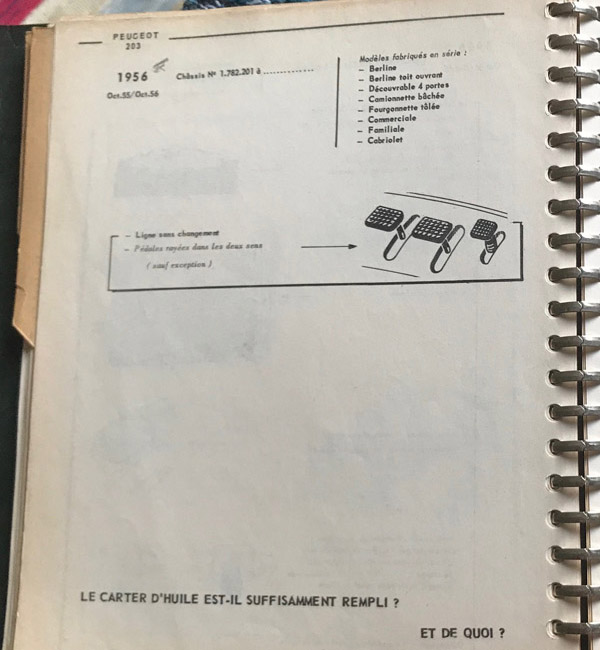 PEUGEOT
203
1956
Châssis Nº 1.782.201 à .............
Oct.55/Oct.56
Modèles fabriqués en série :
- Berline
- Berline toit ouvrant
- Découvrable 4 portes
- Camionnette bâchée
- Fourgonnette tôlée
- Commerciale
- Familiale
- Cabriolet
- Ligne sans changement
- Pédales rayées dans les deux sens
( sauf exception )
LE CARTER D'HUILE EST-IL SUFFISAMMENT REMPLI ?
ET DE QUOI ?